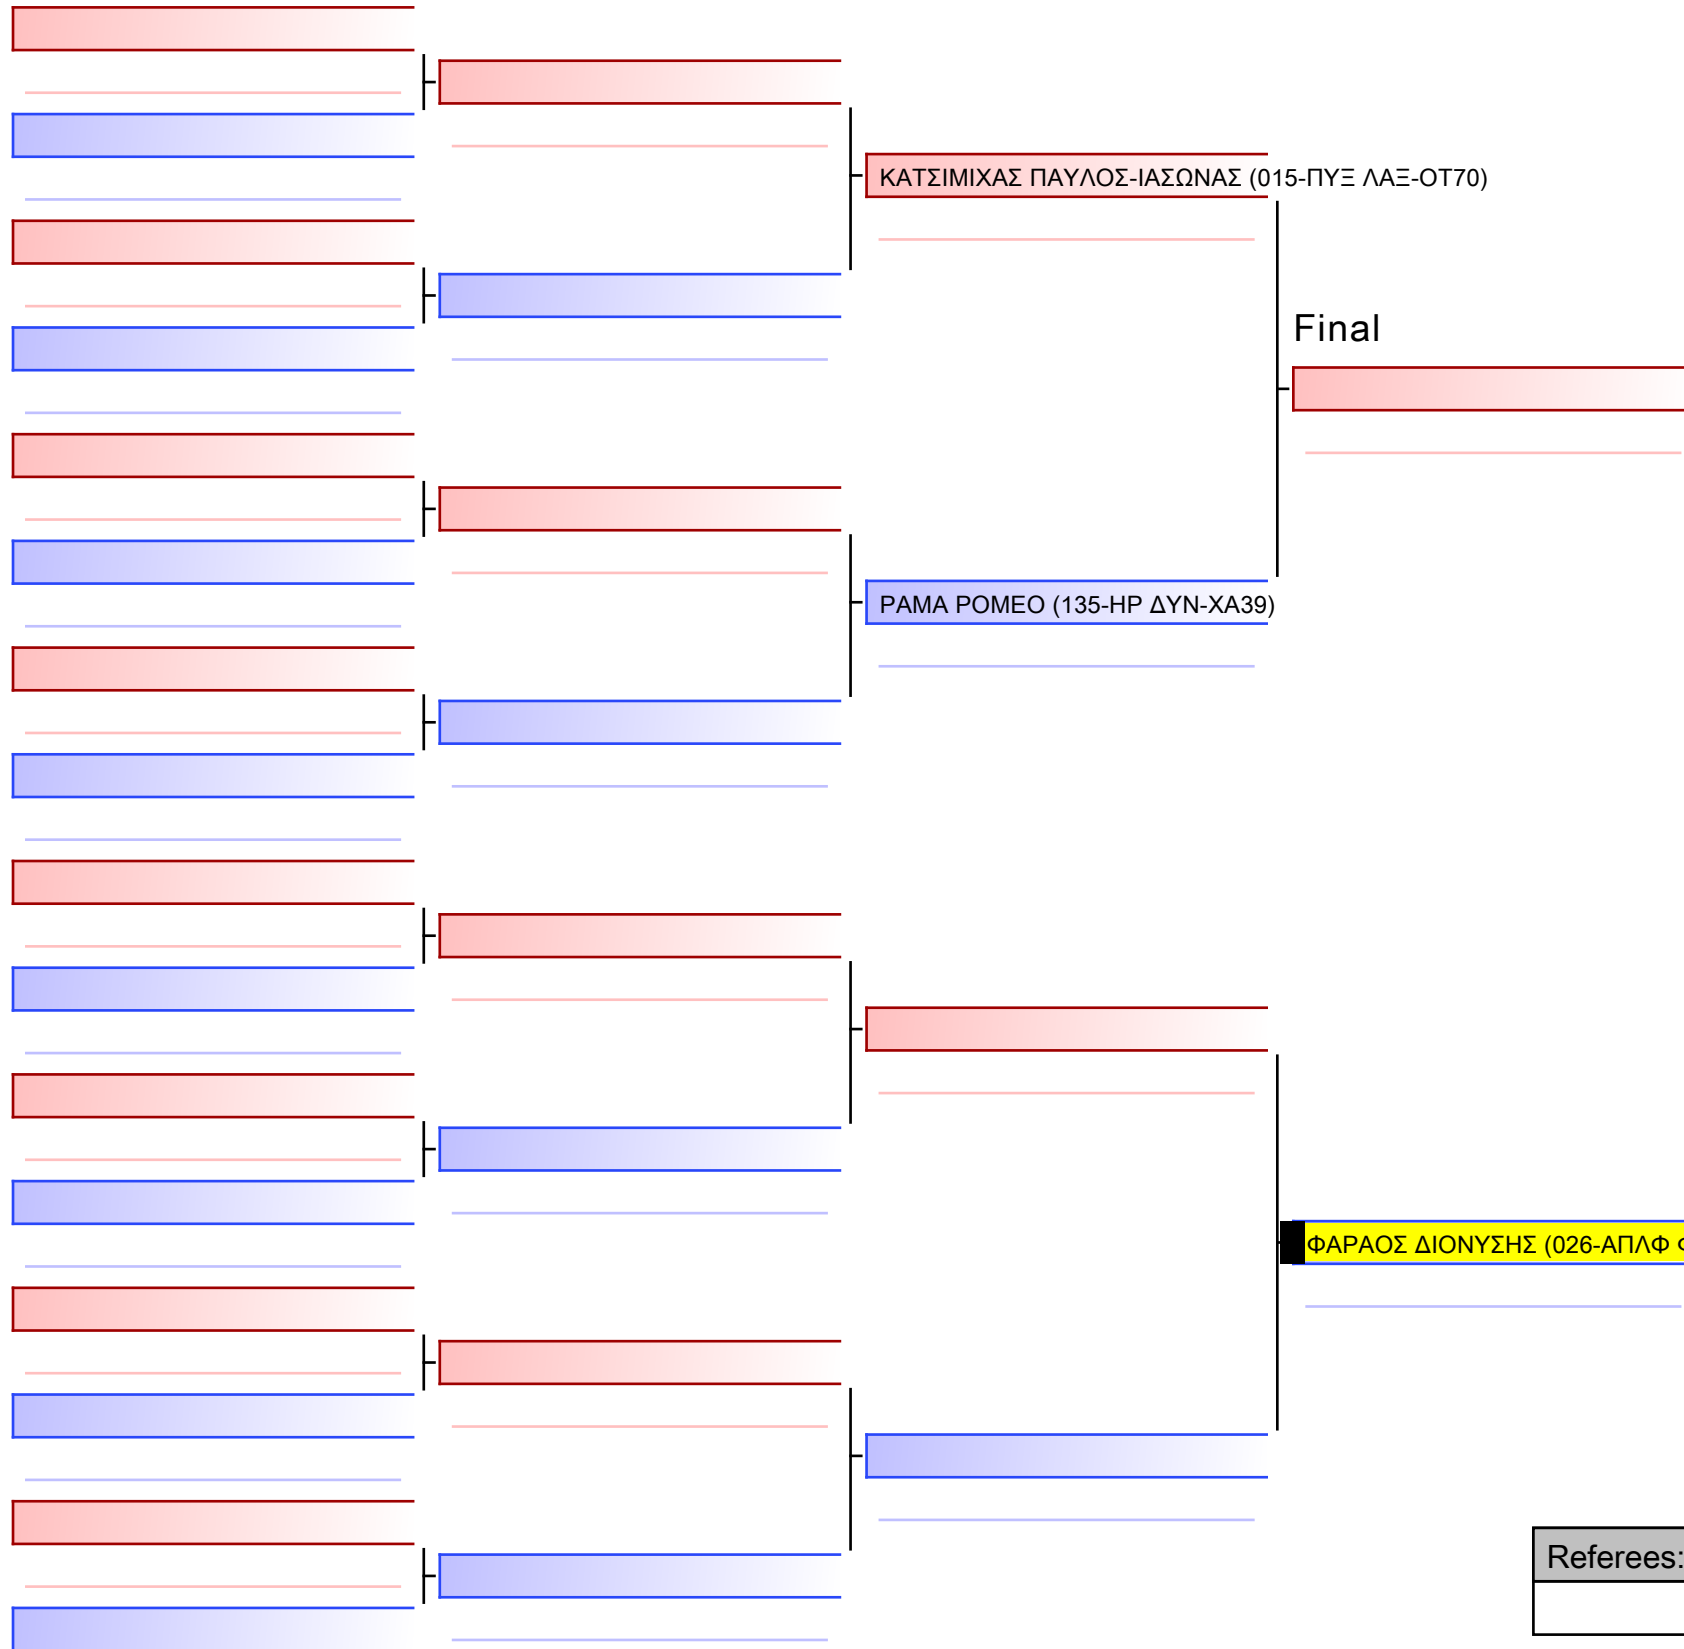 ΚΑΤΣΙΜΙΧΑΣ ΠΑΥΛΟΣ-ΙΑΣΩΝΑΣ (015-ΠΥΞ ΛΑΞ-ΟΤ70)
Final
ΡΑΜΑ ΡΟΜΕΟ (135-ΗΡ ΔΥΝ-ΧΑ39)
ΦΑΡΑΟΣ ΔΙΟΝΥΣΗΣ (026-ΑΠΛΦ
Referees: